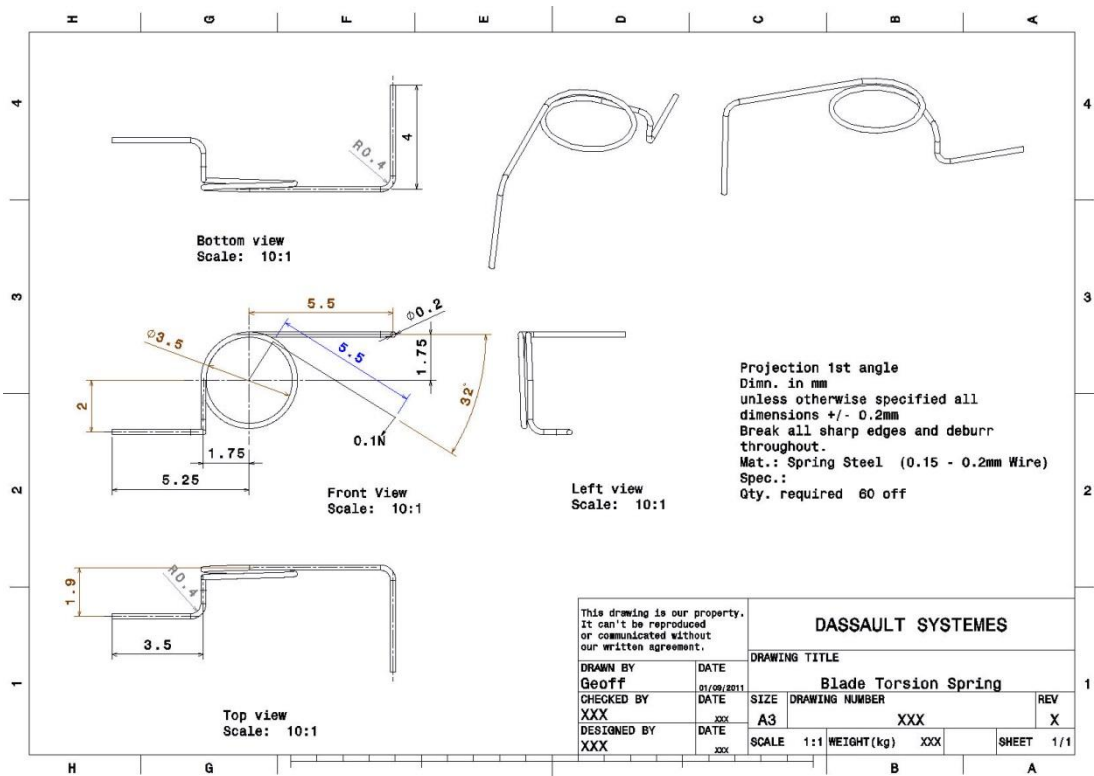 H G F E D C B A
4 4
3 3
2 2
1 1
H G B A
R0.4
4
Bottom view
Scale: 10:1
5.5
Ø0.2
Ø3.5
5.5
1.75
32°
2
0.1N
1.75
5.25
Front View
Scale: 10:1
Left view
Scale: 10:1
Projection 1st angle
Dimn. in mm
unless otherwise specified all
dimensions +/- 0.2mm
Break all sharp edges and deburr
throughout.
Mat.: Spring Steel (0.15 - 0.2mm Wire)
Spec.:
Qty. required 60 off
1.9
R0.4
3.5
Top view
Scale: 10:1
This drawing is our property.
It can't be reproduced
or communicated without
our written agreement.
DASSAULT SYSTEMES
DRAWN BY DATE
Geoff 01/09/2011
DRAWING TITLE
Blade Torsion Spring
CHECKED BY DATE
XXX XXX
SIZE DRAWING NUMBER REV
A3 XXX X
DESIGNED BY DATE
XXX XXX
SCALE 1:1 WEIGHT(kg) XXX SHEET 1/1